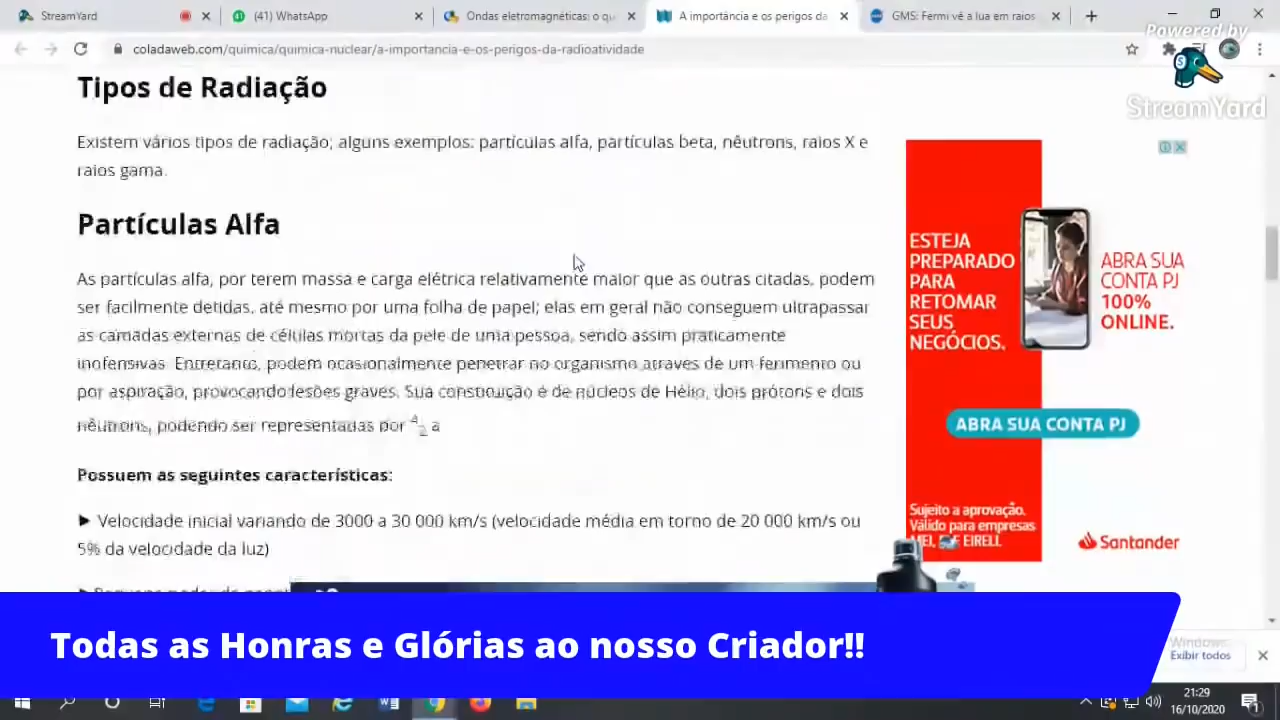 StreamYard
(41) WhatsApp
Ondas eletromagnéticas: o qu
A importância e os perigos da
GMS: Fermi vê a lua em raios
coladaweb.com/quimica/quimica-nuclear/a-importancia-e-os-perigos-da-radioatividade
Powered by
StreamYard
Tipos de Radiação
Existem vários tipos de radiação; alguns exemplos: partículas alfa, partículas beta, nêutrons, raios X e
raios gama.
Partículas Alfa
As partículas alfa, por terem massa e carga elétrica relativamente maior que as outras citadas, podem
ser facilmente detidas, até mesmo por uma folha de papel; elas em geral não conseguem ultrapassar
as camadas externas de células mortas da pele de uma pessoa, sendo assim praticamente
inofensivas. Entretanto, podem ocasionalmente penetrar no organismo através de um ferimento ou
por aspiração, provocando lesões graves. Sua constituição é de núcleos de Hélio, dois prótons e dois
nêutrons, podendo ser representadas por 4 2 a
Possuem as seguintes características:
► Velocidade inicial variando de 3000 a 30 000 km/s (velocidade média em torno de 20 000 km/s ou
5% da velocidade da luz)
ESTEJA
PREPARADO
PARA
RETOMAR
SEUS
NEGÓCIOS.
ABRA SUA
CONTA PJ
100%
ONLINE.
ABRA SUA CONTA PJ
Sujeito a aprovação.
Válido para empresas
MEI, EIRELI.
Santander
Todas as Honras e Glórias ao nosso Criador!!
Windows
Exibir todos
21:29
16/10/2020